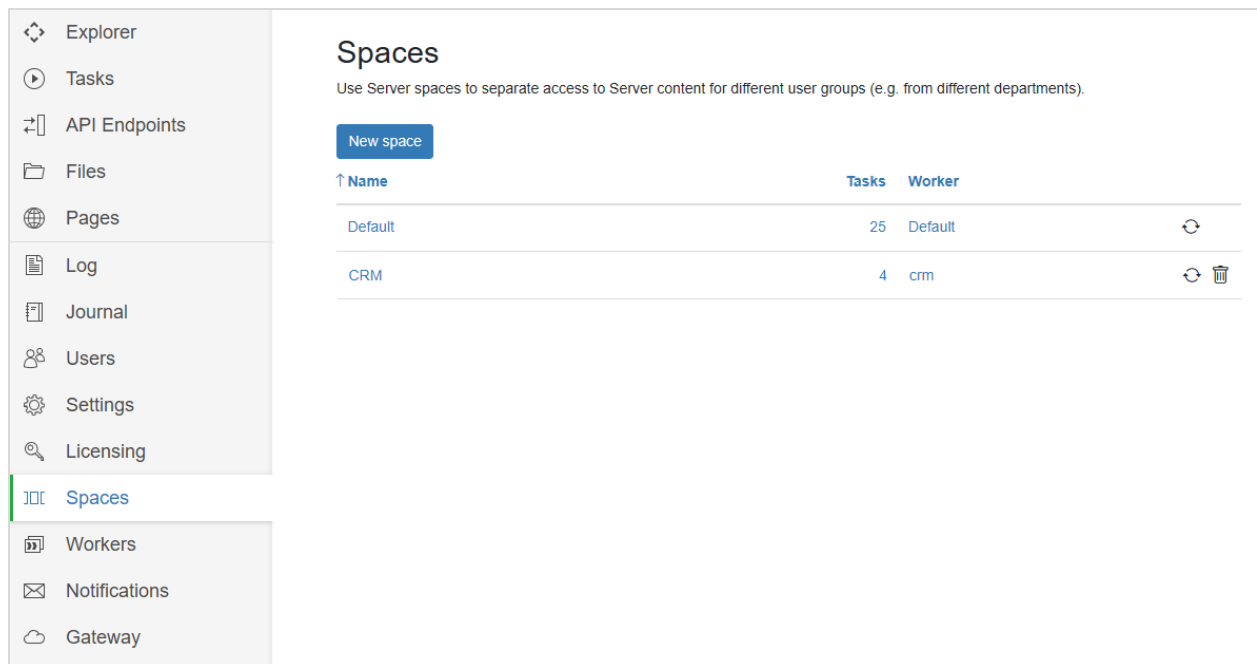 Explorer
Tasks
API Endpoints
Files
Pages
Log
Journal
Users
Settings
Licensing
Spaces
Workers
Notifications
Gateway
Spaces
Use Server spaces to separate access to Server content for different user groups (e.g. from different departments).
New space
↑ Name Tasks Worker
Default 25 Default
CRM 4 crm